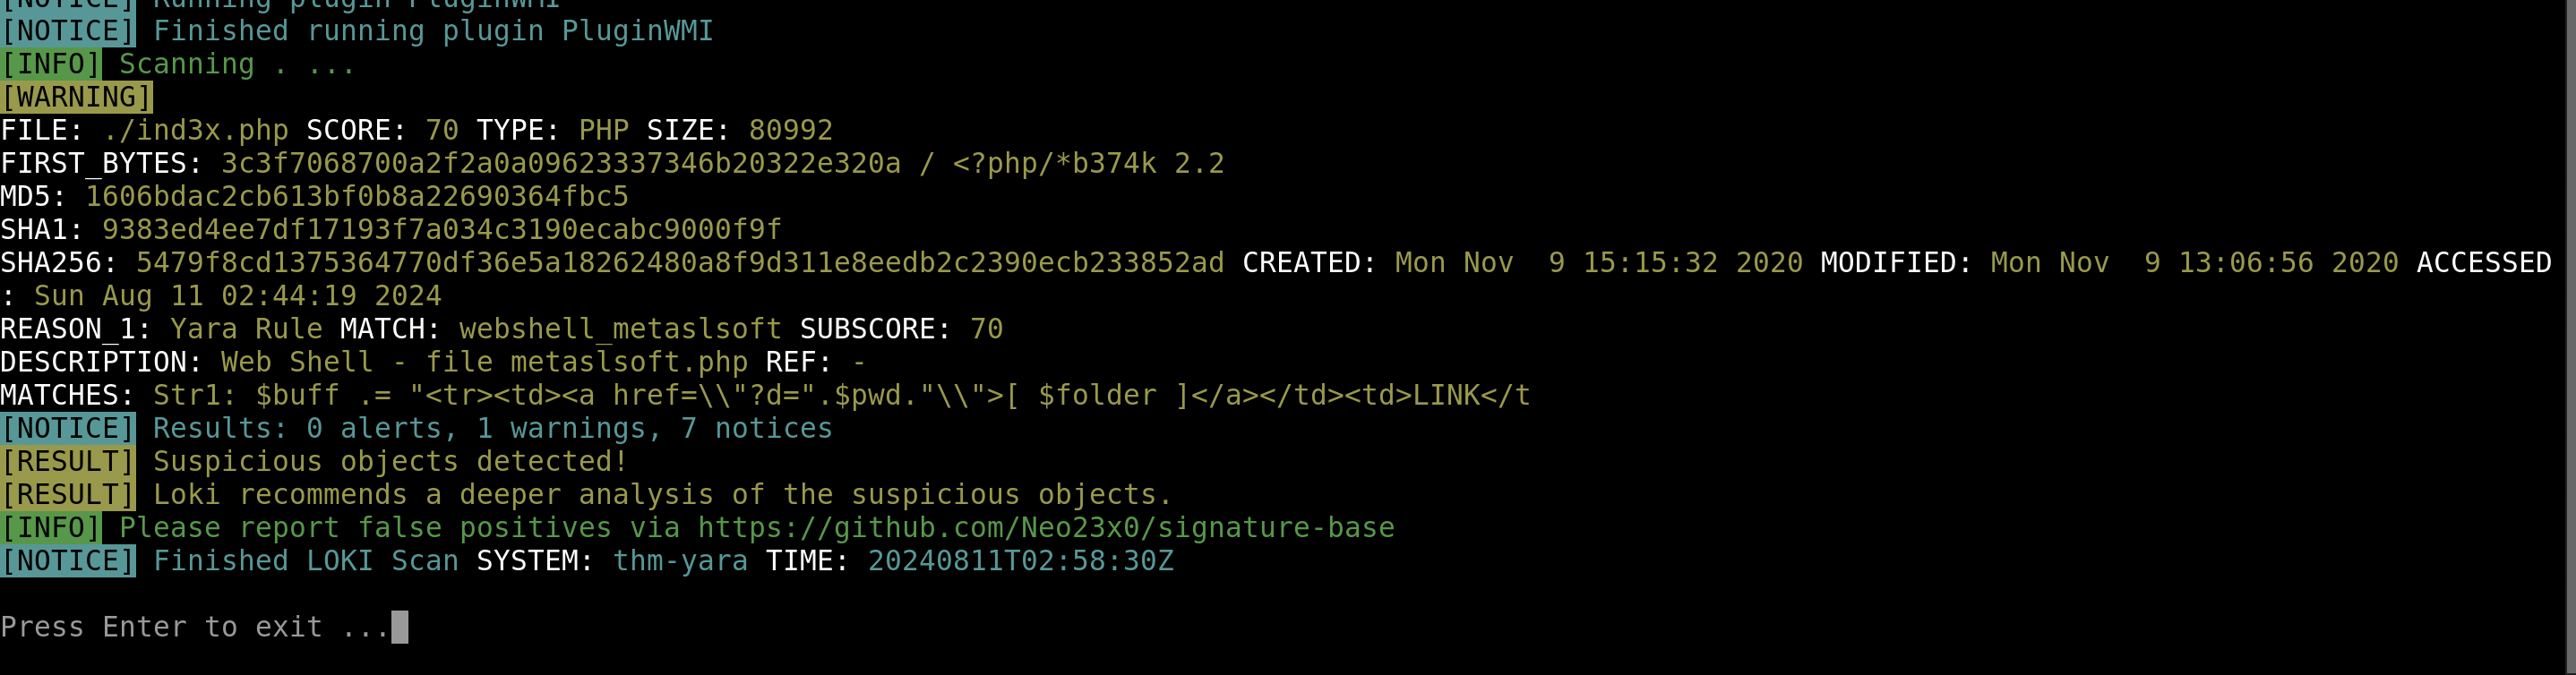 [NOTICE] Running plugin PluginWMI
[NOTICE] Finished running plugin PluginWMI
[INFO] Scanning . ...
[WARNING]
FILE: ./ind3x.php SCORE: 70 TYPE: PHP SIZE: 80992
FIRST_BYTES: 3c3f7068700a2f2a0a09623337346b20322e320a / <?php/*b374k 2.2
MD5: 1606bdac2cb613bf0b8a22690364fbc5
SHA1: 9383ed4ee7df17193f7a034c3190ecabc9000f9f
SHA256: 5479f8cd1375364770df36e5a18262480a8f9d311e8eedb2c2390ecb233852ad CREATED: Mon Nov  9 15:15:32 2020 MODIFIED: Mon Nov  9 13:06:56 2020 ACCESSED
: Sun Aug 11 02:44:19 2024
REASON_1: Yara Rule MATCH: webshell_metaslsoft SUBSCORE: 70
DESCRIPTION: Web Shell - file metaslsoft.php REF: -
MATCHES: Str1: $buff .= "<tr><td><a href=\\"?d=".$pwd."\\">[ $folder ]</a></td><td>LINK</t
[NOTICE] Results: 0 alerts, 1 warnings, 7 notices
[RESULT] Suspicious objects detected!
[RESULT] Loki recommends a deeper analysis of the suspicious objects.
[INFO] Please report false positives via https://github.com/Neo23x0/signature-base
[NOTICE] Finished LOKI Scan SYSTEM: thm-yara TIME: 20240811T02:58:30Z
Press Enter to exit ...